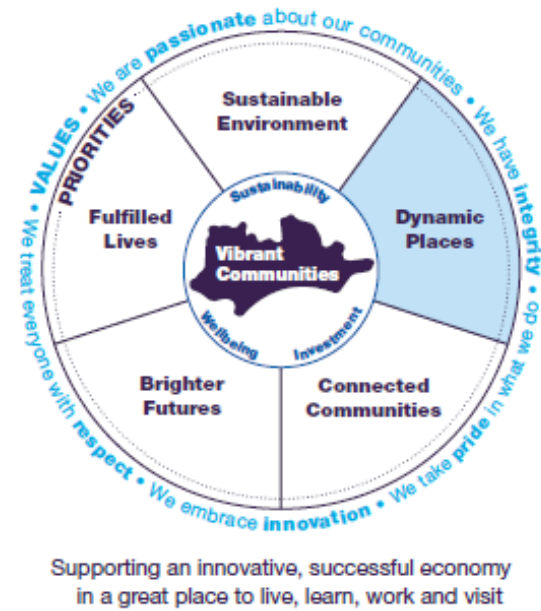 VALUES • We are passionate about our communities • We have integrity • We take pride in what we do • We embrace innovation • We treat everyone with respect •
PRIORITIES
Sustainable
Environment
Dynamic
Places
Connected
Communities
Brighter
Futures
Fulfilled
Lives
Sustainability
Investment
Wellbeing
Vibrant
Communities
Supporting an innovative, successful economy
in a great place to live, learn, work and visit